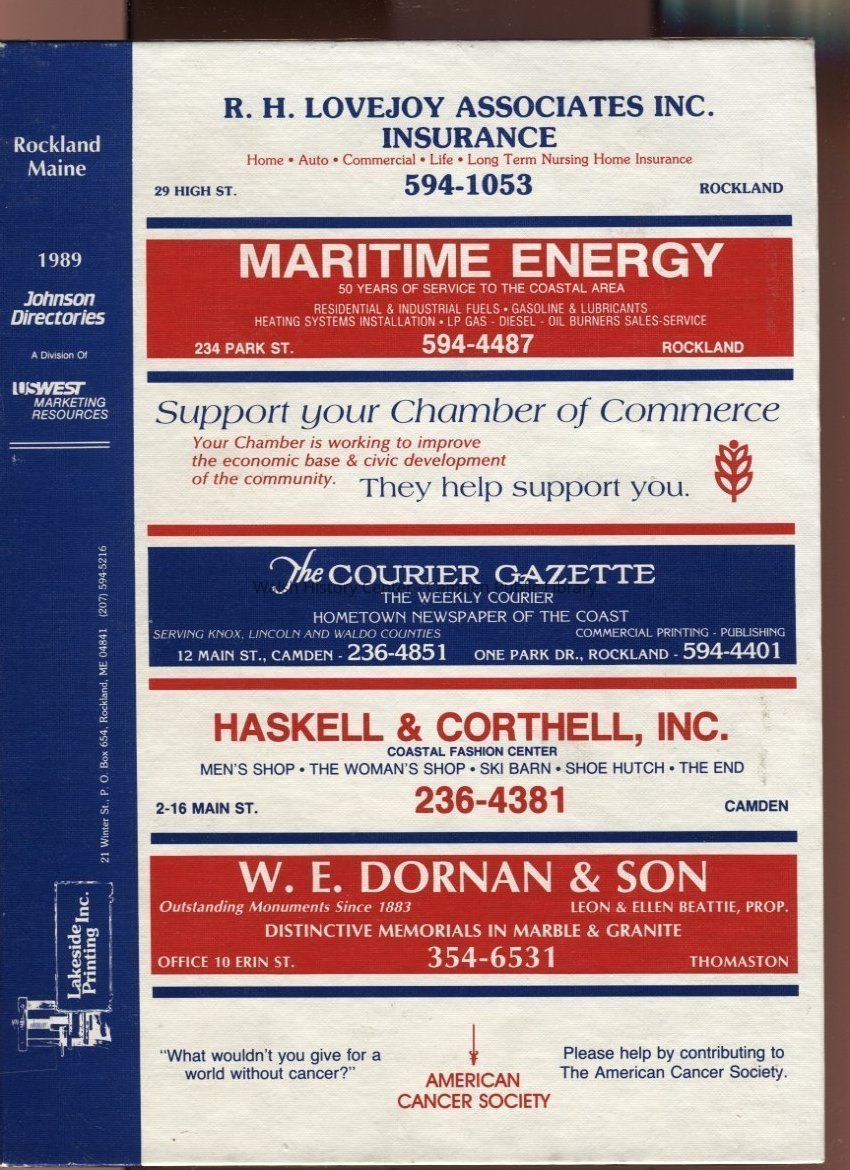 Rockland
Maine
1989
Johnson
Directories
A Division Of
USWEST
MARKETING
RESOURCES
21 Winter St., P. O. Box 654, Rockland, ME 04841 (207) 594-5216
Lakeside
Printing Inc.
R. H. LOVEJOY ASSOCIATES INC.
INSURANCE
Home • Auto • Commercial • Life • Long Term Nursing Home Insurance
29 HIGH ST. 594-1053 ROCKLAND
MARITIME ENERGY
50 YEARS OF SERVICE TO THE COASTAL AREA
RESIDENTIAL & INDUSTRIAL FUELS • GASOLINE & LUBRICANTS
HEATING SYSTEMS INSTALLATION • LP GAS - DIESEL - OIL BURNERS SALES-SERVICE
234 PARK ST. 594-4487 ROCKLAND
Support your Chamber of Commerce
Your Chamber is working to improve
the economic base & civic development
of the community. They help support you.
The COURIER GAZETTE
THE WEEKLY COURIER
HOMETOWN NEWSPAPER OF THE COAST
SERVING KNOX, LINCOLN AND WALDO COUNTIES COMMERCIAL PRINTING - PUBLISHING
12 MAIN ST., CAMDEN - 236-4851 ONE PARK DR., ROCKLAND - 594-4401
HASKELL & CORTHELL, INC.
COASTAL FASHION CENTER
MEN'S SHOP • THE WOMAN'S SHOP • SKI BARN • SHOE HUTCH • THE END
2-16 MAIN ST. 236-4381 CAMDEN
W. E. DORNAN & SON
Outstanding Monuments Since 1883 LEON & ELLEN BEATTIE, PROP.
DISTINCTIVE MEMORIALS IN MARBLE & GRANITE
OFFICE 10 ERIN ST. 354-6531 THOMASTON
"What wouldn't you give for a
world without cancer?"
AMERICAN
CANCER SOCIETY
Please help by contributing to
The American Cancer Society.